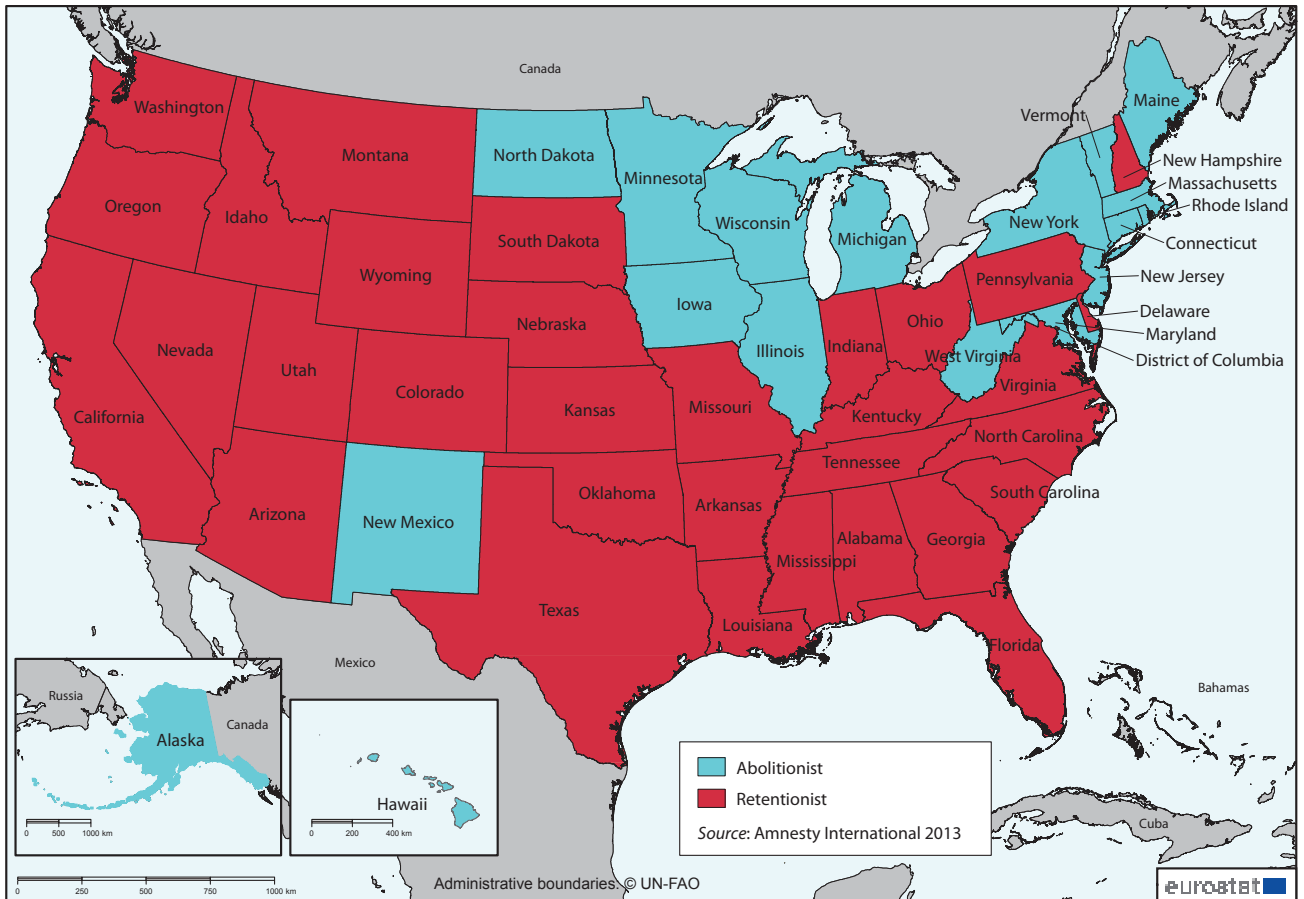 Canada
Washington
Montana
North Dakota
Minnesota
Vermont
Maine
New Hampshire
Massachusetts
Rhode Island
Connecticut
New Jersey
Delaware
Maryland
District of Columbia
Oregon
Idaho
Wyoming
South Dakota
Wisconsin
Michigan
New York
Pennsylvania
Iowa
Nebraska
Illinois
Indiana
Ohio
West Virginia
Virginia
Nevada
Utah
Colorado
Kansas
Missouri
Kentucky
California
North Carolina
Tennessee
South Carolina
Arizona
New Mexico
Oklahoma
Arkansas
Mississippi
Alabama
Georgia
Texas
Louisiana
Florida
Mexico
Bahamas
Cuba
Russia
Canada
Alaska
0 500 1000 km
Hawaii
0 200 400 km
Abolitionist
Retentionist
Source: Amnesty International 2013
0 250 500 750 1000 km
Administrative boundaries. © UN-FAO
eurostat